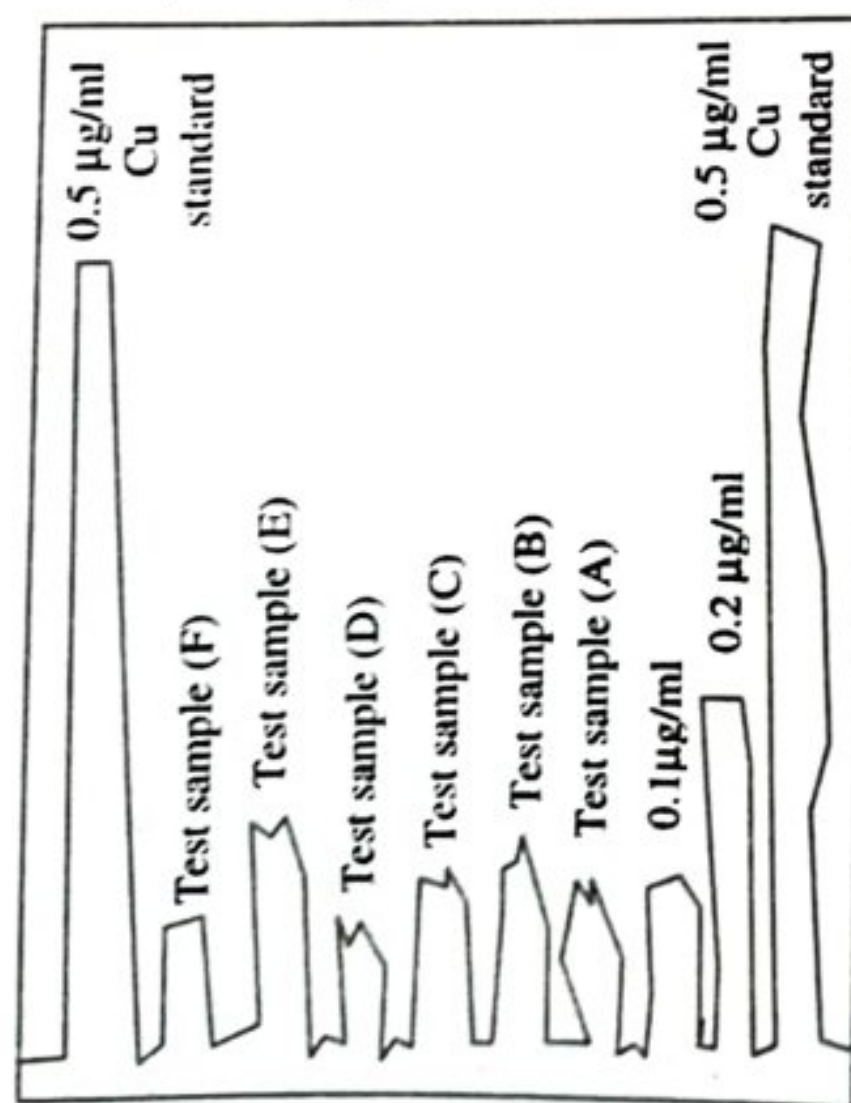 0.5 µg/ml
Cu
standard
Test sample (F)
Test sample (E)
Test sample (D)
Test sample (C)
Test sample (B)
Test sample (A)
0.1µg/ml
0.2 µg/ml
0.5 µg/ml
Cu
standard